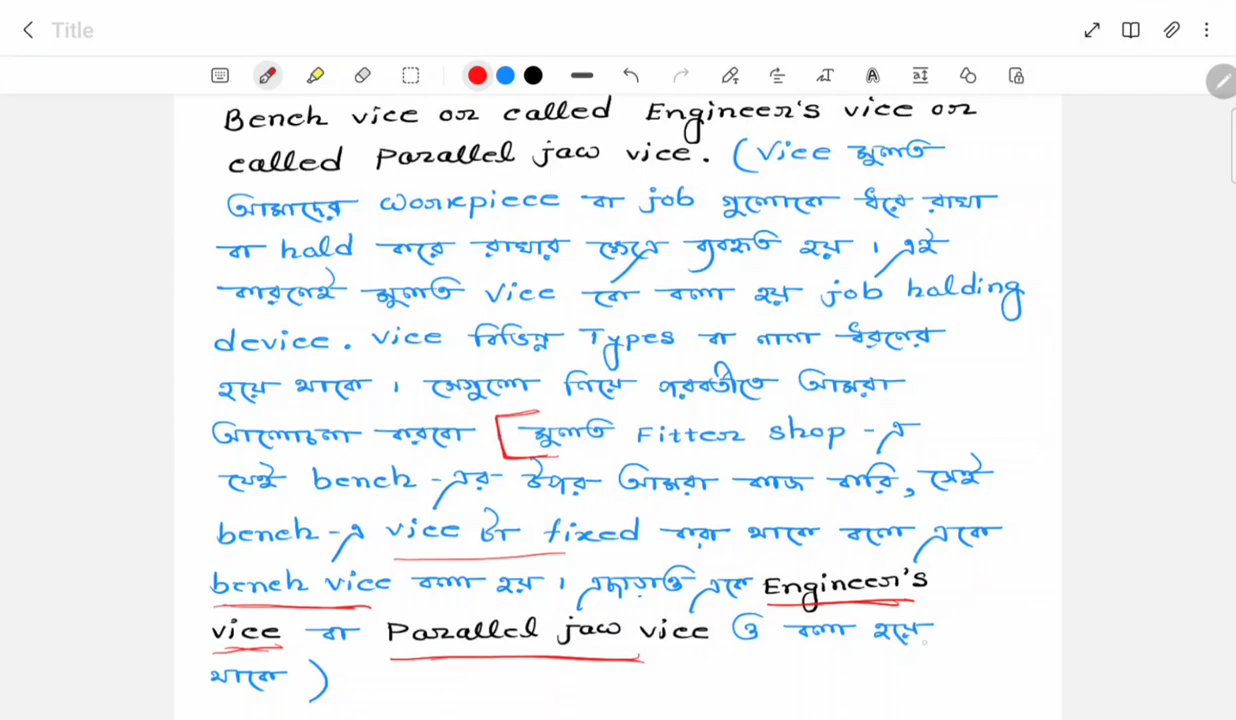 Title
Bench vice or called Engineer's vice or
called Parallel jaw vice. (Vice মূলত
আমাদের workpiece বা job গুলোকে ধরে রাখা
বা hold করে রাখার ক্ষেত্রে ব্যবহৃত হয়। এই
কারণেই মূলত vice কে বলা হয় job holding
device. vice বিভিন্ন Types বা নানা ধরণের
হয়ে থাকে। সেগুলো নিয়ে পরবর্তীতে আমরা
আলোচনা করবো [মূলত Fitter shop-এ
যেই bench-এর উপর আমরা কাজ করি, সেই
bench-এ vice টা fixed করা থাকে বলে একে
bench vice বলা হয়। এছাড়াও একে Engineer's
vice বা Parallel jaw vice ও বলা হয়ে
থাকে)